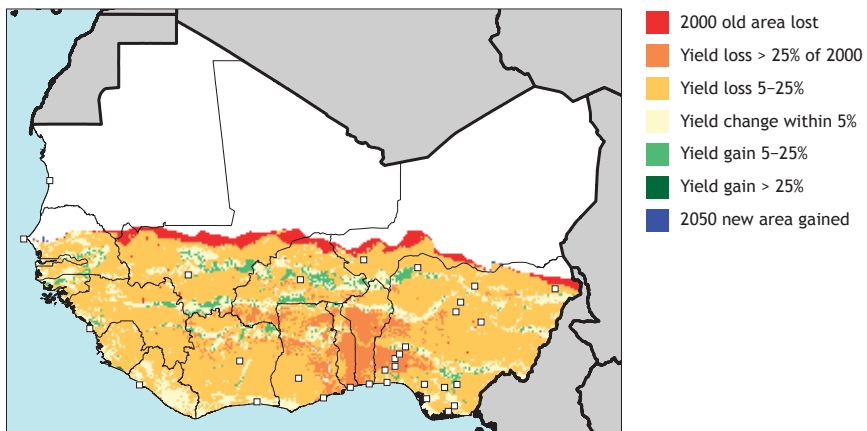 2000 old area lost
Yield loss > 25% of 2000
Yield loss 5–25%
Yield change within 5%
Yield gain 5–25%
Yield gain > 25%
2050 new area gained